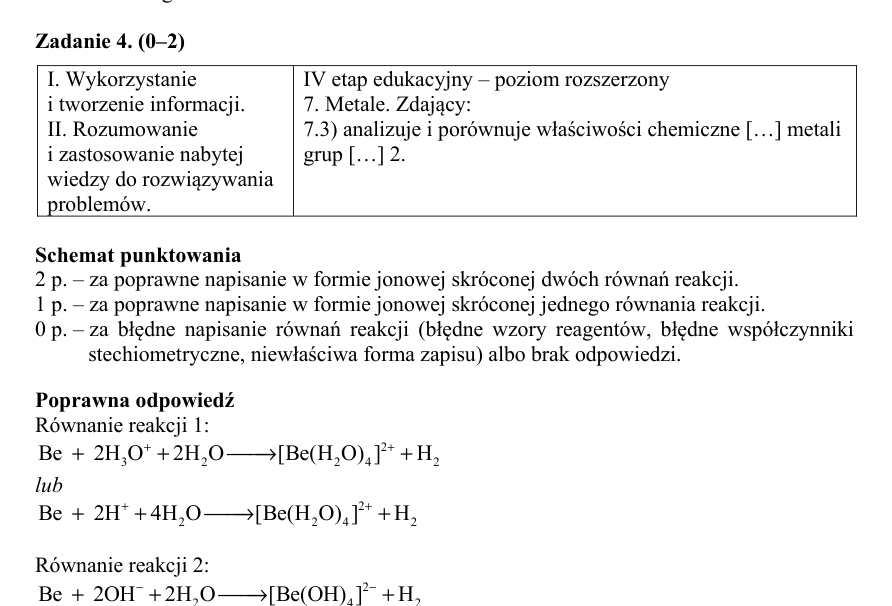 Zadanie 4. (0–2)
I. Wykorzystanie
i tworzenie informacji.
II. Rozumowanie
i zastosowanie nabytej
wiedzy do rozwiązywania
problemów.
IV etap edukacyjny – poziom rozszerzony
7. Metale. Zdający:
7.3) analizuje i porównuje właściwości chemiczne […] metali
grup […] 2.
Schemat punktowania
2 p. – za poprawne napisanie w formie jonowej skróconej dwóch równań reakcji.
1 p. – za poprawne napisanie w formie jonowej skróconej jednego równania reakcji.
0 p. – za błędne napisanie równań reakcji (błędne wzory reagentów, błędne współczynniki
stechiometryczne, niewłaściwa forma zapisu) albo brak odpowiedzi.
Poprawna odpowiedź
Równanie reakcji 1:
Be + 2H₃O⁺ + 2H₂O ⟶ [Be(H₂O)₄]²⁺ + H₂
lub
Be + 2H⁺ + 4H₂O ⟶ [Be(H₂O)₄]²⁺ + H₂
Równanie reakcji 2:
Be + 2OH⁻ + 2H₂O ⟶ [Be(OH)₄]²⁻ + H₂